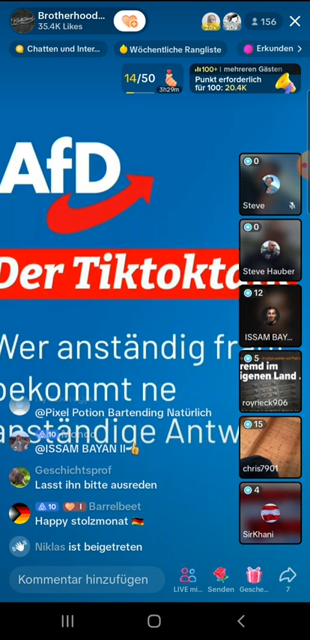 Brotherhood...
35.4K Likes
156
Chatten und Inter...
Wöchentliche Rangliste
Erkunden
14/50
3h29m
100+ | mehreren Gästen
Punkt erforderlich
für 100: 20.4K
AfD
Der Tiktokta
Wer anständig fr
bekommt ne
anständige Antw
0
Steve
0
Steve Hauber
12
ISSAM BAY...
5
remd im
igenen Land .
royrieck906
15
chris7901
4
SirKhani
@Pixel Potion Bartending Natürlich
10
@ISSAM BAYAN II👍
Geschichtsprof
Lasst ihn bitte ausreden
10 I Barrelbeet
Happy stolzmonat 🇩🇪
Niklas ist beigetreten
Kommentar hinzufügen
LIVE mi...
Senden
Gesche...
7